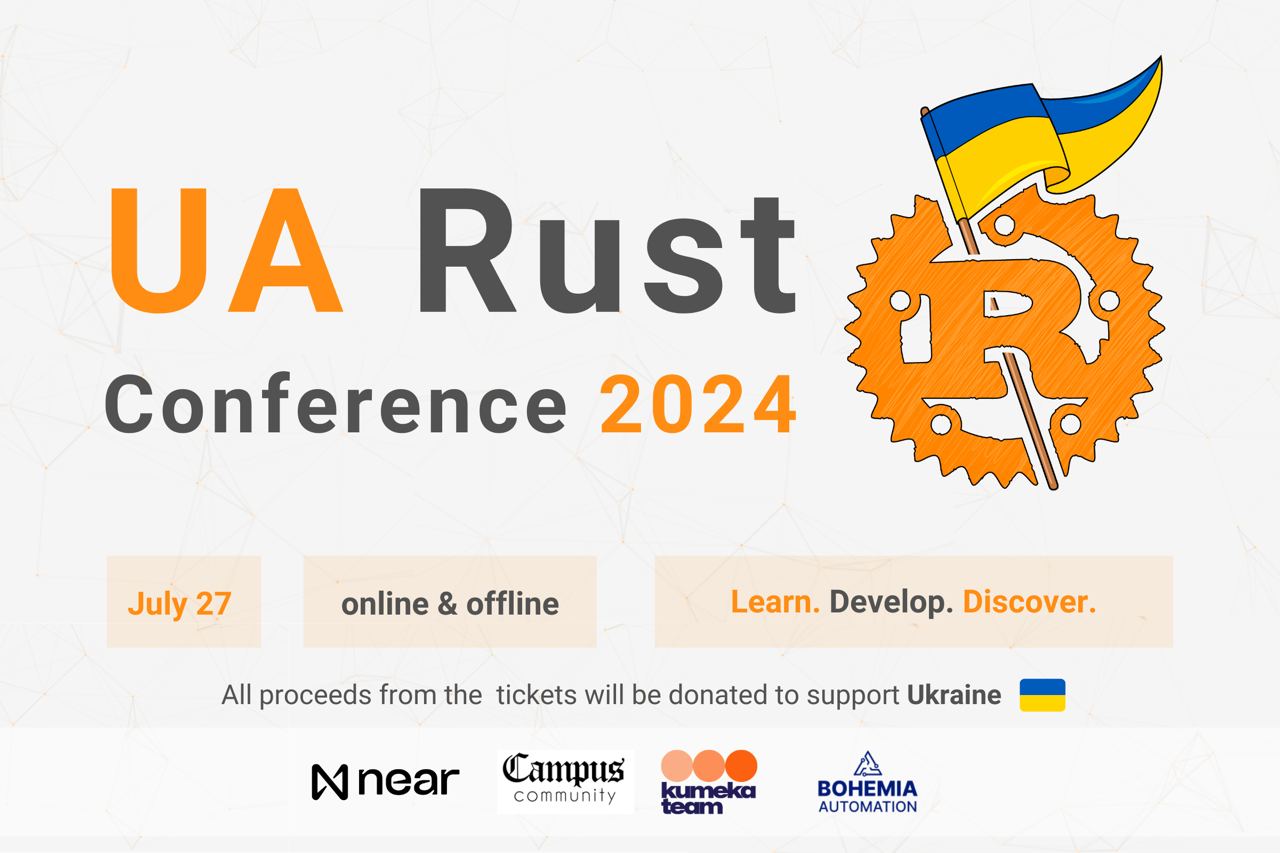 UA Rust
Conference 2024
R
July 27
online & offline
Learn. Develop. Discover.
All proceeds from the tickets will be donated to support Ukraine
near
Campus
community
kumeka
team
BOHEMIA
AUTOMATION